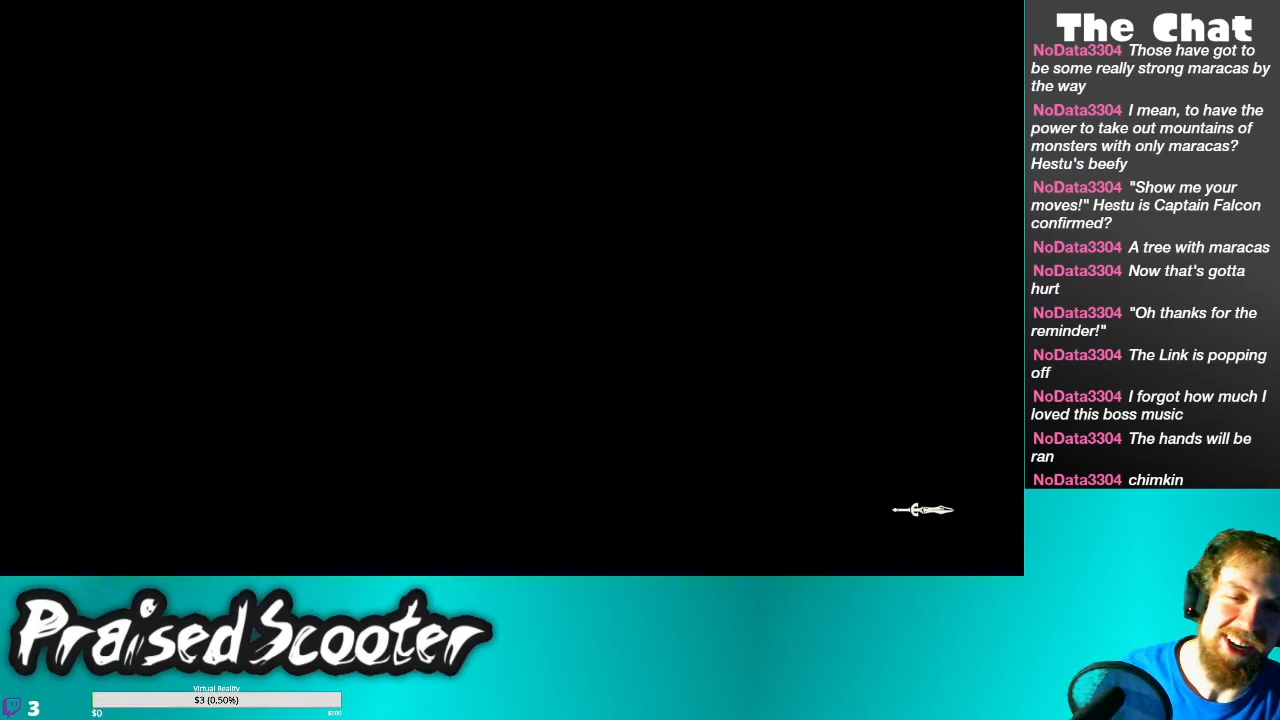 The Chat
NoData3304 Those have got to
be some really strong maracas by
the way
NoData3304 I mean, to have the
power to take out mountains of
monsters with only maracas?
Hestu's beefy
NoData3304 "Show me your
moves!" Hestu is Captain Falcon
confirmed?
NoData3304 A tree with maracas
NoData3304 Now that's gotta
hurt
NoData3304 "Oh thanks for the
reminder!"
NoData3304 The Link is popping
off
NoData3304 I forgot how much I
loved this boss music
NoData3304 The hands will be
ran
NoData3304 chimkin
PraisedScooter
Virtual Reality
$3 (0.50%)
3
$0